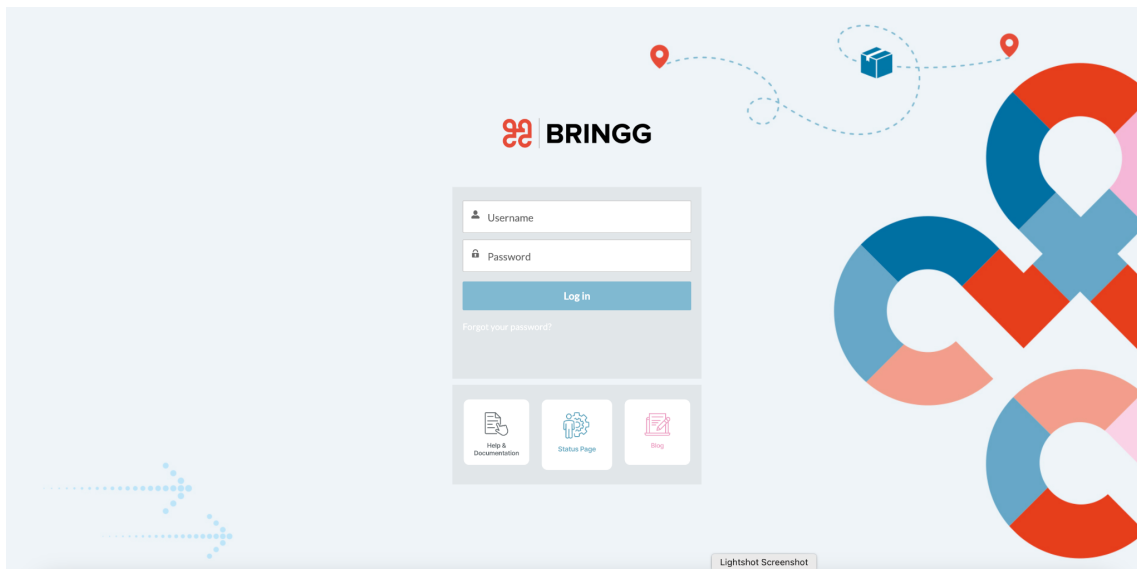 BRINGG
Username
Password
Log in
Forgot your password?
Help &
Documentation
Status Page
Blog
Lightshot Screenshot